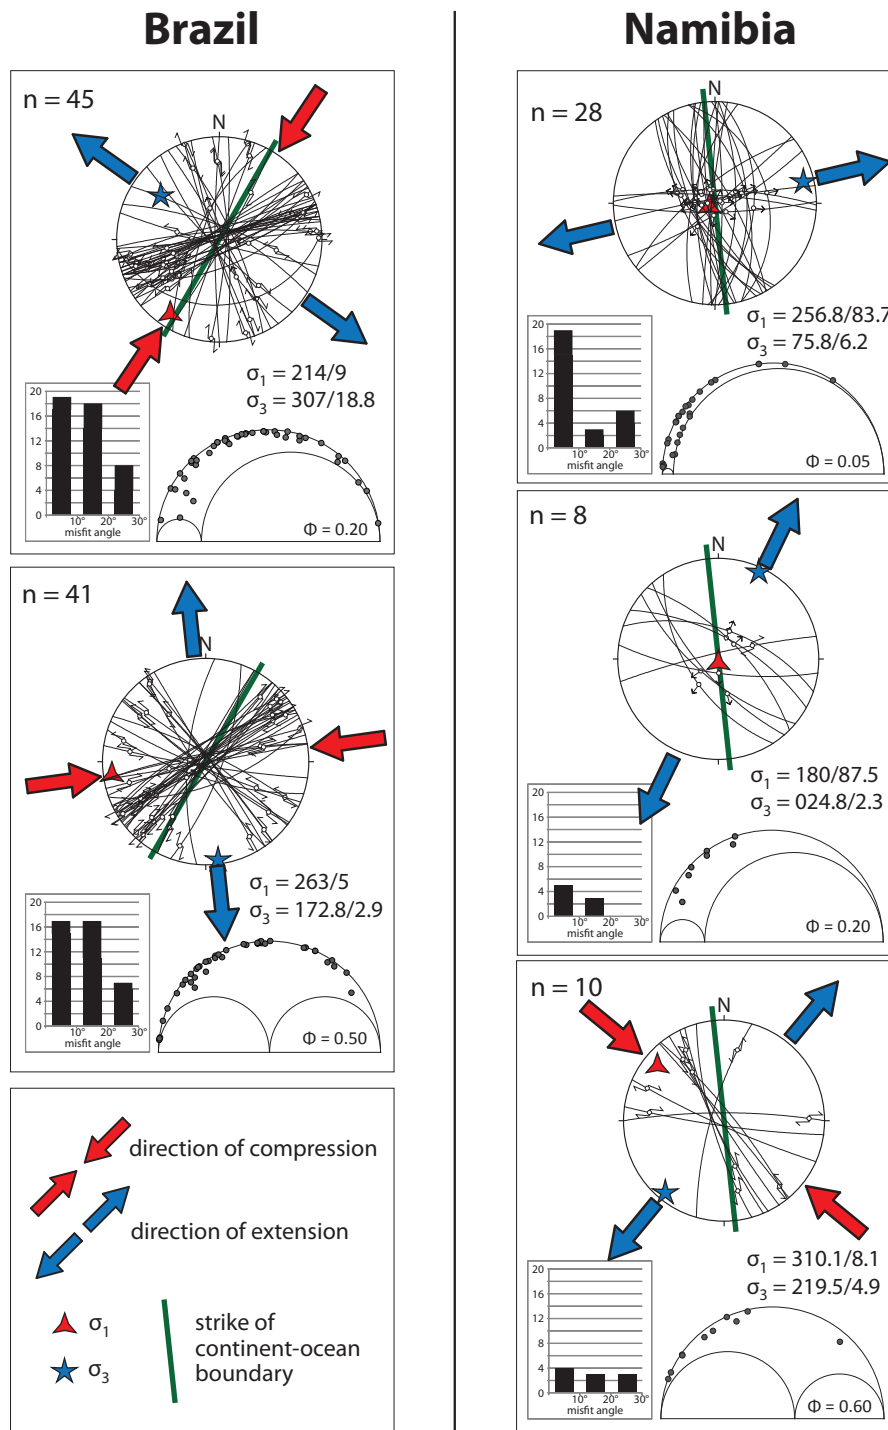 Brazil
n = 45
N
σ1 = 214/9
σ3 = 307/18.8
20
16
12
8
4
0
10° 20° 30°
misfit angle
Φ = 0.20
n = 41
N
σ1 = 263/5
σ3 = 172.8/2.9
20
16
12
8
4
0
10° 20° 30°
misfit angle
Φ = 0.50
direction of compression
direction of extension
σ1
σ3
strike of
continent-ocean
boundary
Namibia
n = 28
N
σ1 = 256.8/83.7
σ3 = 75.8/6.2
20
16
12
8
4
0
10° 20° 30°
misfit angle
Φ = 0.05
n = 8
N
σ1 = 180/87.5
σ3 = 024.8/2.3
20
16
12
8
4
0
10° 20° 30°
misfit angle
Φ = 0.20
n = 10
N
σ1 = 310.1/8.1
σ3 = 219.5/4.9
20
16
12
8
4
0
10° 20° 30°
misfit angle
Φ = 0.60